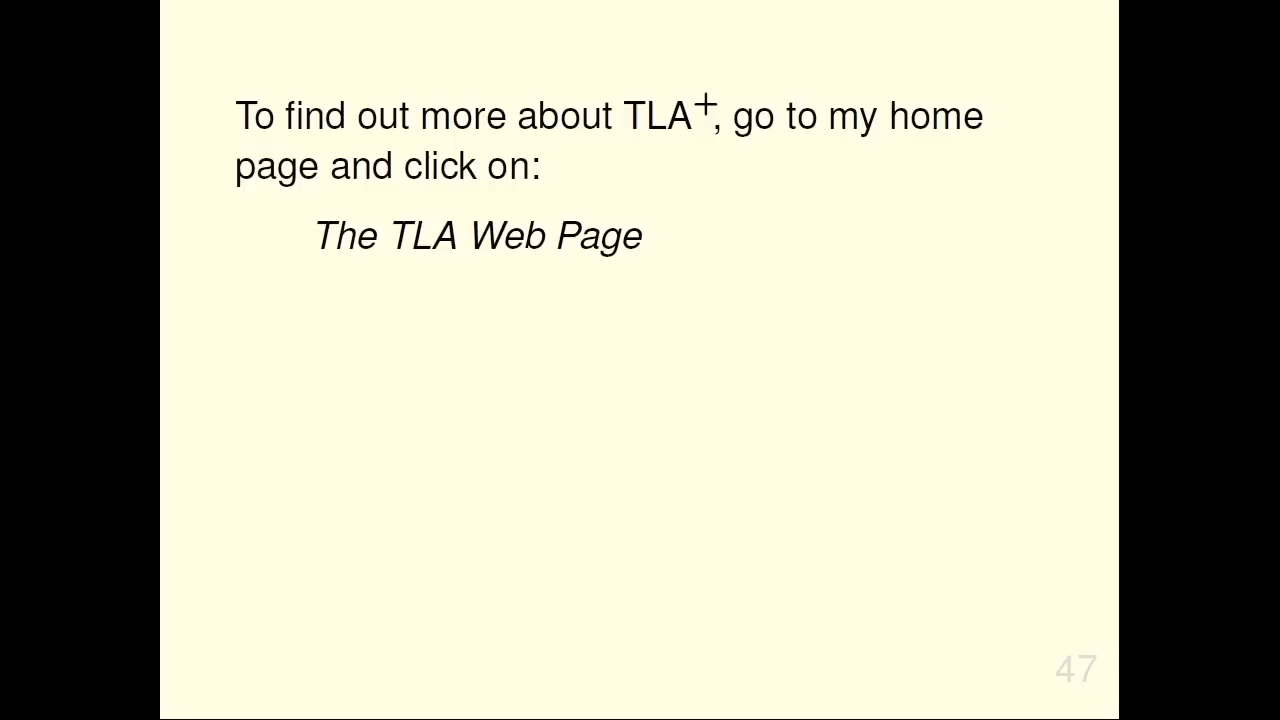 To find out more about TLA+, go to my home
page and click on:
The TLA Web Page
47